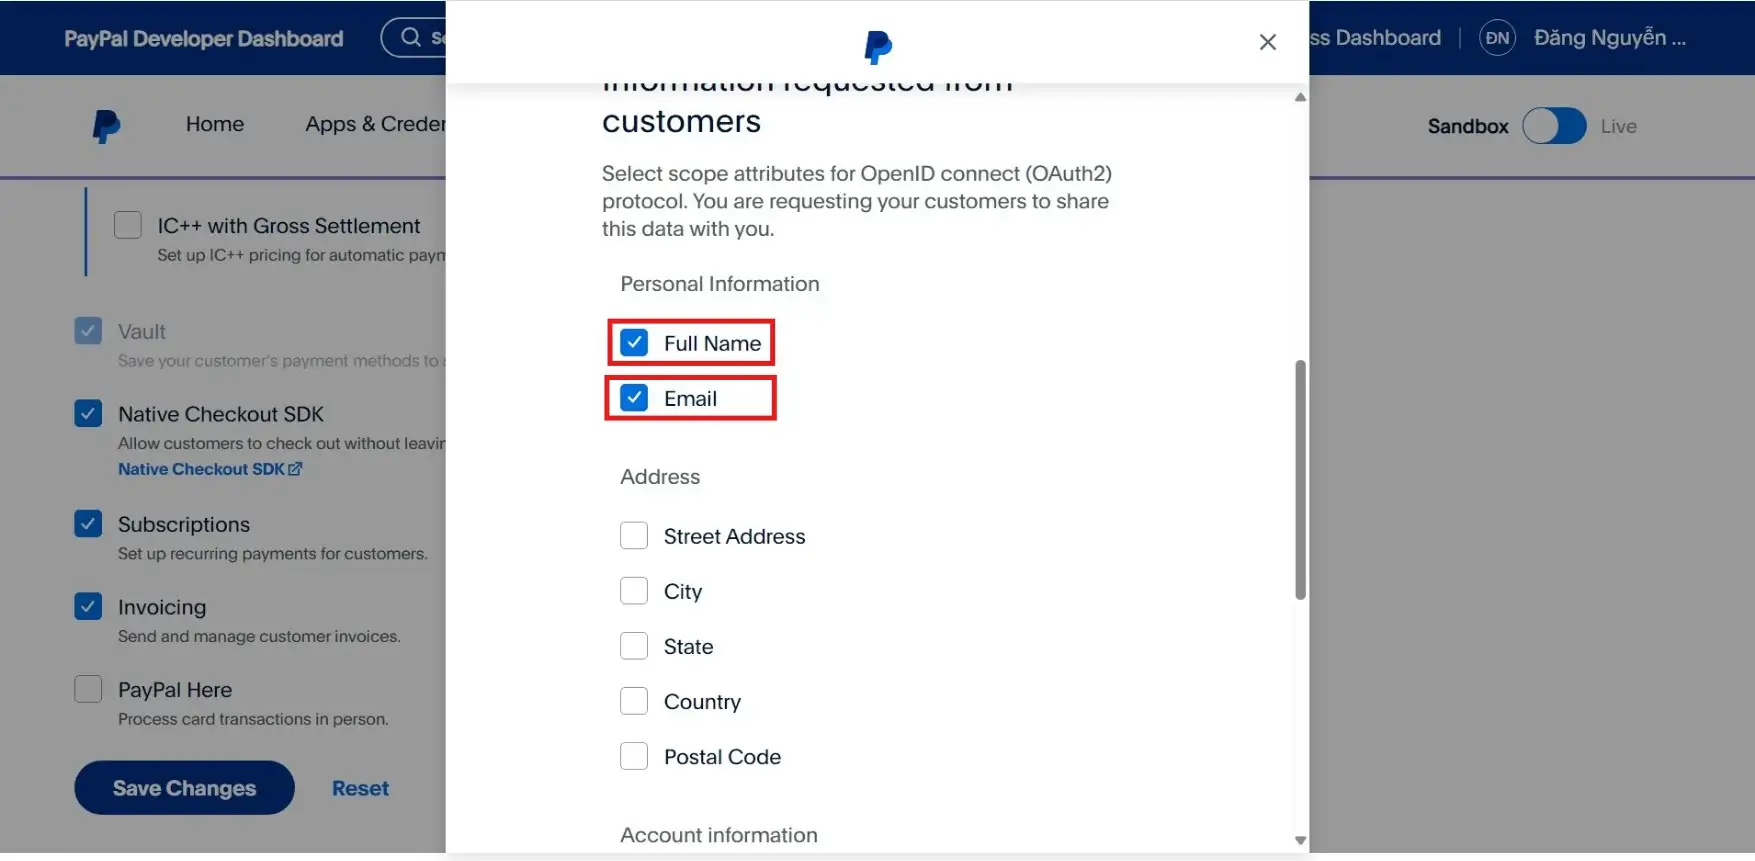 PayPal Developer Dashboard
ss Dashboard
ĐN
Đăng Nguyễn ...
Home
Apps & Creder
Sandbox
Live
IC++ with Gross Settlement
Set up IC++ pricing for automatic paym
Vault
Save your customer's payment methods to
Native Checkout SDK
Allow customers to check out without leavin
Native Checkout SDK
Subscriptions
Set up recurring payments for customers.
Invoicing
Send and manage customer invoices.
PayPal Here
Process card transactions in person.
Save Changes
Reset
Information requested from
customers
Select scope attributes for OpenID connect (OAuth2)
protocol. You are requesting your customers to share
this data with you.
Personal Information
Full Name
Email
Address
Street Address
City
State
Country
Postal Code
Account information